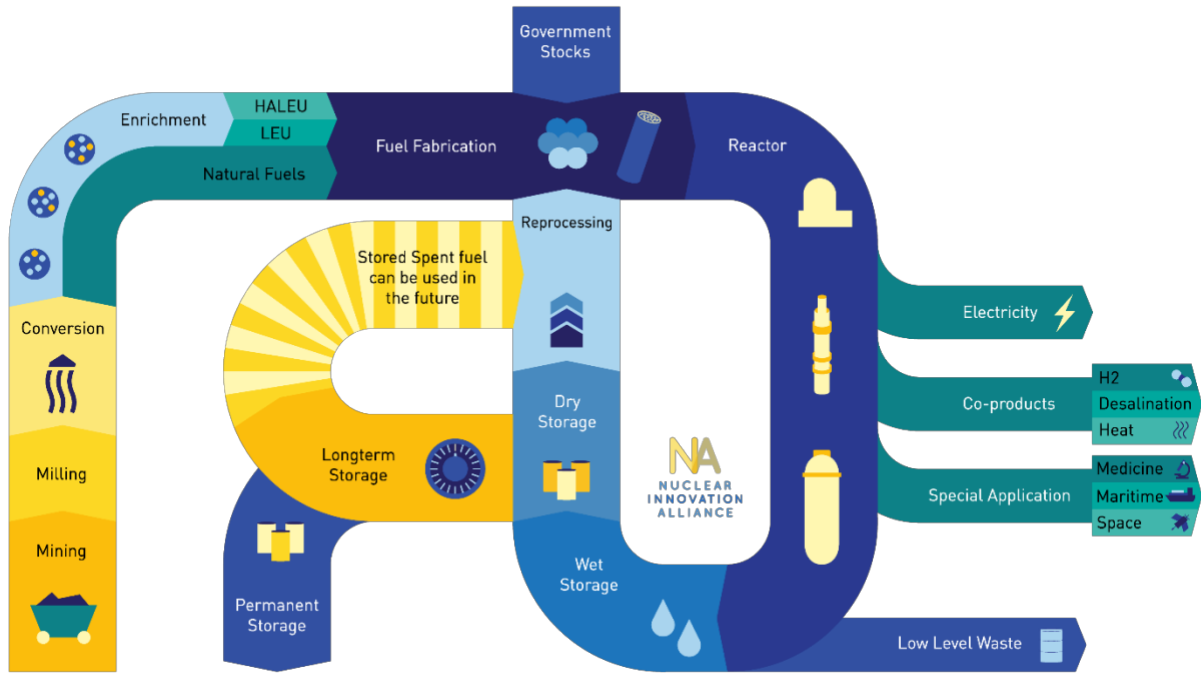 Government
Stocks
Enrichment
HALEU
LEU
Natural Fuels
Fuel Fabrication
Reactor
Reprocessing
Stored Spent fuel
can be used in
the future
Conversion
Electricity
Dry
Storage
Co-products
H2
Desalination
Heat
Longterm
Storage
Milling
NA
NUCLEAR
INNOVATION
ALLIANCE
Special Application
Medicine
Maritime
Space
Mining
Wet
Storage
Permanent
Storage
Low Level Waste